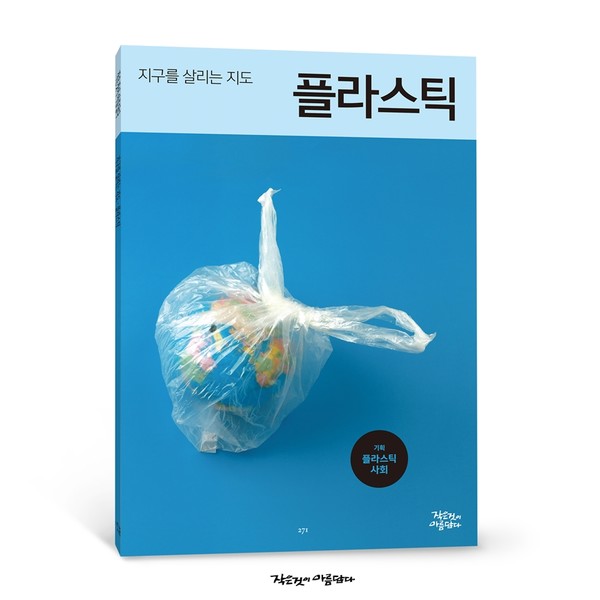 지구를 살리는 지도
플라스틱
기획
플라스틱
사회
271
작은것이
아름답다
작은것이 아름답다